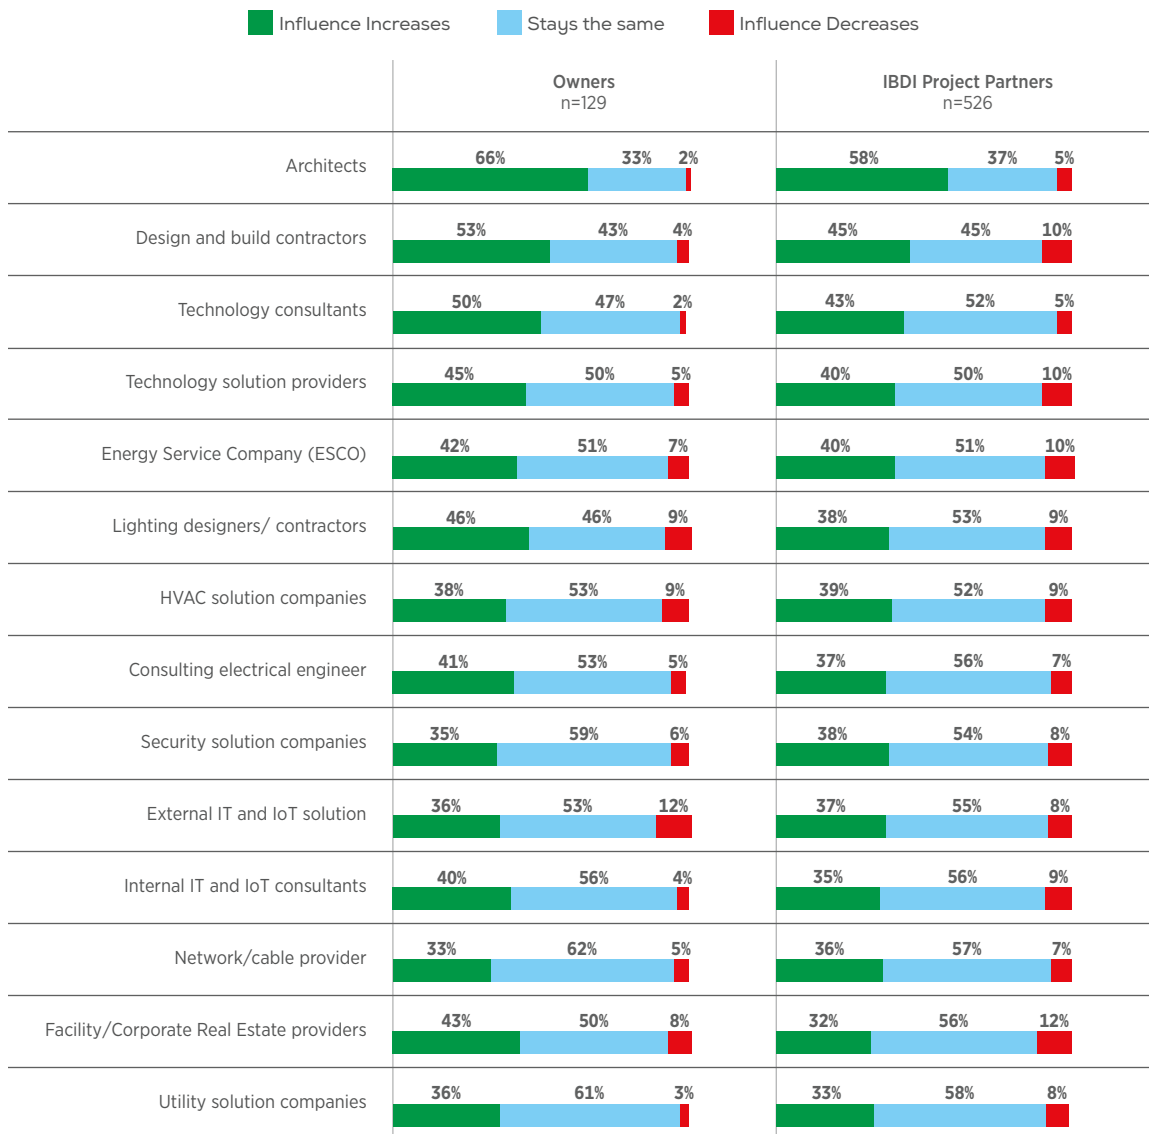 Influence Increases Stays the same Influence Decreases
Owners IBDI Project Partners
n=129 n=526
Architects 66% 33% 2% 58% 37% 5%
Design and build contractors 53% 43% 4% 45% 45% 10%
Technology consultants 50% 47% 2% 43% 52% 5%
Technology solution providers 45% 50% 5% 40% 50% 10%
Energy Service Company (ESCO) 42% 51% 7% 40% 51% 10%
Lighting designers/ contractors 46% 46% 9% 38% 53% 9%
HVAC solution companies 38% 53% 9% 39% 52% 9%
Consulting electrical engineer 41% 53% 5% 37% 56% 7%
Security solution companies 35% 59% 6% 38% 54% 8%
External IT and IoT solution 36% 53% 12% 37% 55% 8%
Internal IT and IoT consultants 40% 56% 4% 35% 56% 9%
Network/cable provider 33% 62% 5% 36% 57% 7%
Facility/Corporate Real Estate providers 43% 50% 8% 32% 56% 12%
Utility solution companies 36% 61% 3% 33% 58% 8%